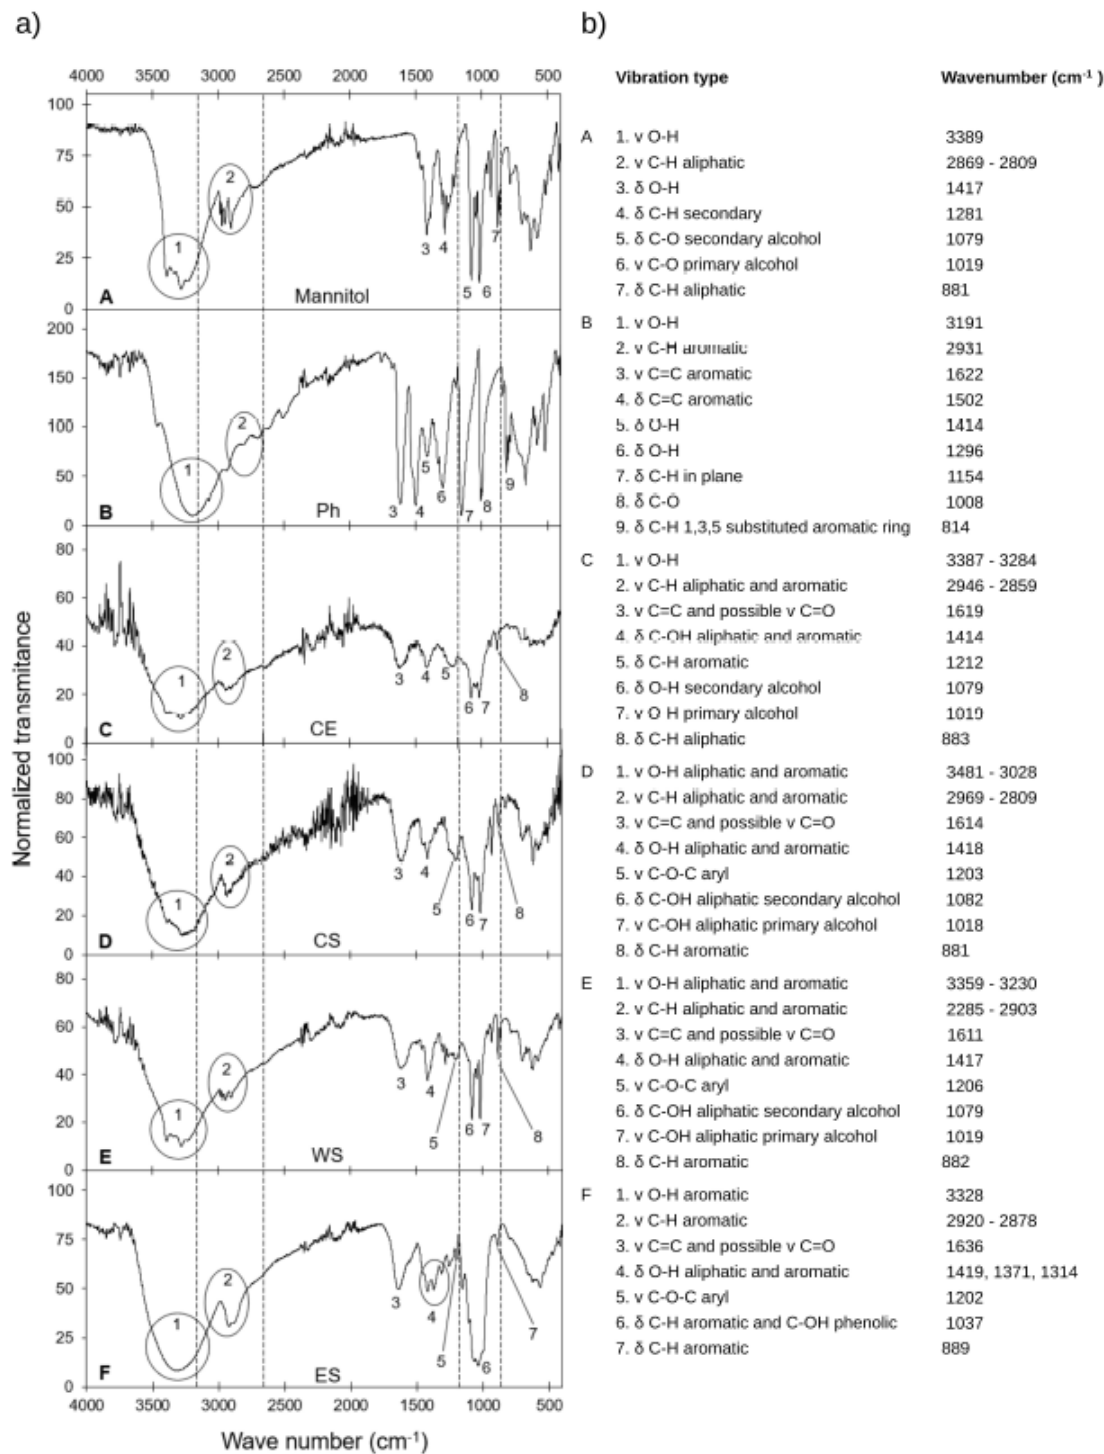 a)
4000 3500 3000 2500 2000 1500 1000 500
100
75
50
25
0
1
2
3
4
5
6
7
A
Mannitol
200
150
100
50
0
1
2
3
4
5
6
7
8
9
B
Ph
80
60
40
20
0
1
2
3
4
5
6
7
8
C
CE
100
80
60
40
20
0
1
2
3
4
5
6
7
8
D
CS
80
60
40
20
0
1
2
3
4
5
6
7
8
E
WS
100
75
50
25
0
1
2
3
4
5
6
7
F
ES
4000 3500 3000 2500 2000 1500 1000 500
Wave number (cm-1)
Normalized transmitance
b)
Vibration type Wavenumber (cm-1 )
A 1. v O-H 3389
2. v C-H aliphatic 2869 - 2809
3. δ O-H 1417
4. δ C-H secondary 1281
5. δ C-O secondary alcohol 1079
6. v C-O primary alcohol 1019
7. δ C-H aliphatic 881
B 1. v O-H 3191
2. v C-H aromatic 2931
3. v C=C aromatic 1622
4. δ C=C aromatic 1502
5. δ O-H 1414
6. δ O-H 1296
7. δ C-H in plane 1154
8. δ C-O 1008
9. δ C-H 1,3,5 substituted aromatic ring 814
C 1. v O-H 3387 - 3284
2. v C-H aliphatic and aromatic 2946 - 2859
3. v C=C and possible v C=O 1619
4. δ C-OH aliphatic and aromatic 1414
5. δ C-H aromatic 1212
6. δ O-H secondary alcohol 1079
7. v O H primary alcohol 1019
8. δ C-H aliphatic 883
D 1. v O-H aliphatic and aromatic 3481 - 3028
2. v C-H aliphatic and aromatic 2969 - 2809
3. v C=C and possible v C=O 1614
4. δ O-H aliphatic and aromatic 1418
5. v C-O-C aryl 1203
6. δ C-OH aliphatic secondary alcohol 1082
7. v C-OH aliphatic primary alcohol 1018
8. δ C-H aromatic 881
E 1. v O-H aliphatic and aromatic 3359 - 3230
2. v C-H aliphatic and aromatic 2285 - 2903
3. v C=C and possible v C=O 1611
4. δ O-H aliphatic and aromatic 1417
5. v C-O-C aryl 1206
6. δ C-OH aliphatic secondary alcohol 1079
7. v C-OH aliphatic primary alcohol 1019
8. δ C-H aromatic 882
F 1. v O-H aromatic 3328
2. v C-H aromatic 2920 - 2878
3. v C=C and possible v C=O 1636
4. δ O-H aliphatic and aromatic 1419, 1371, 1314
5. v C-O-C aryl 1202
6. δ C-H aromatic and C-OH phenolic 1037
7. δ C-H aromatic 889